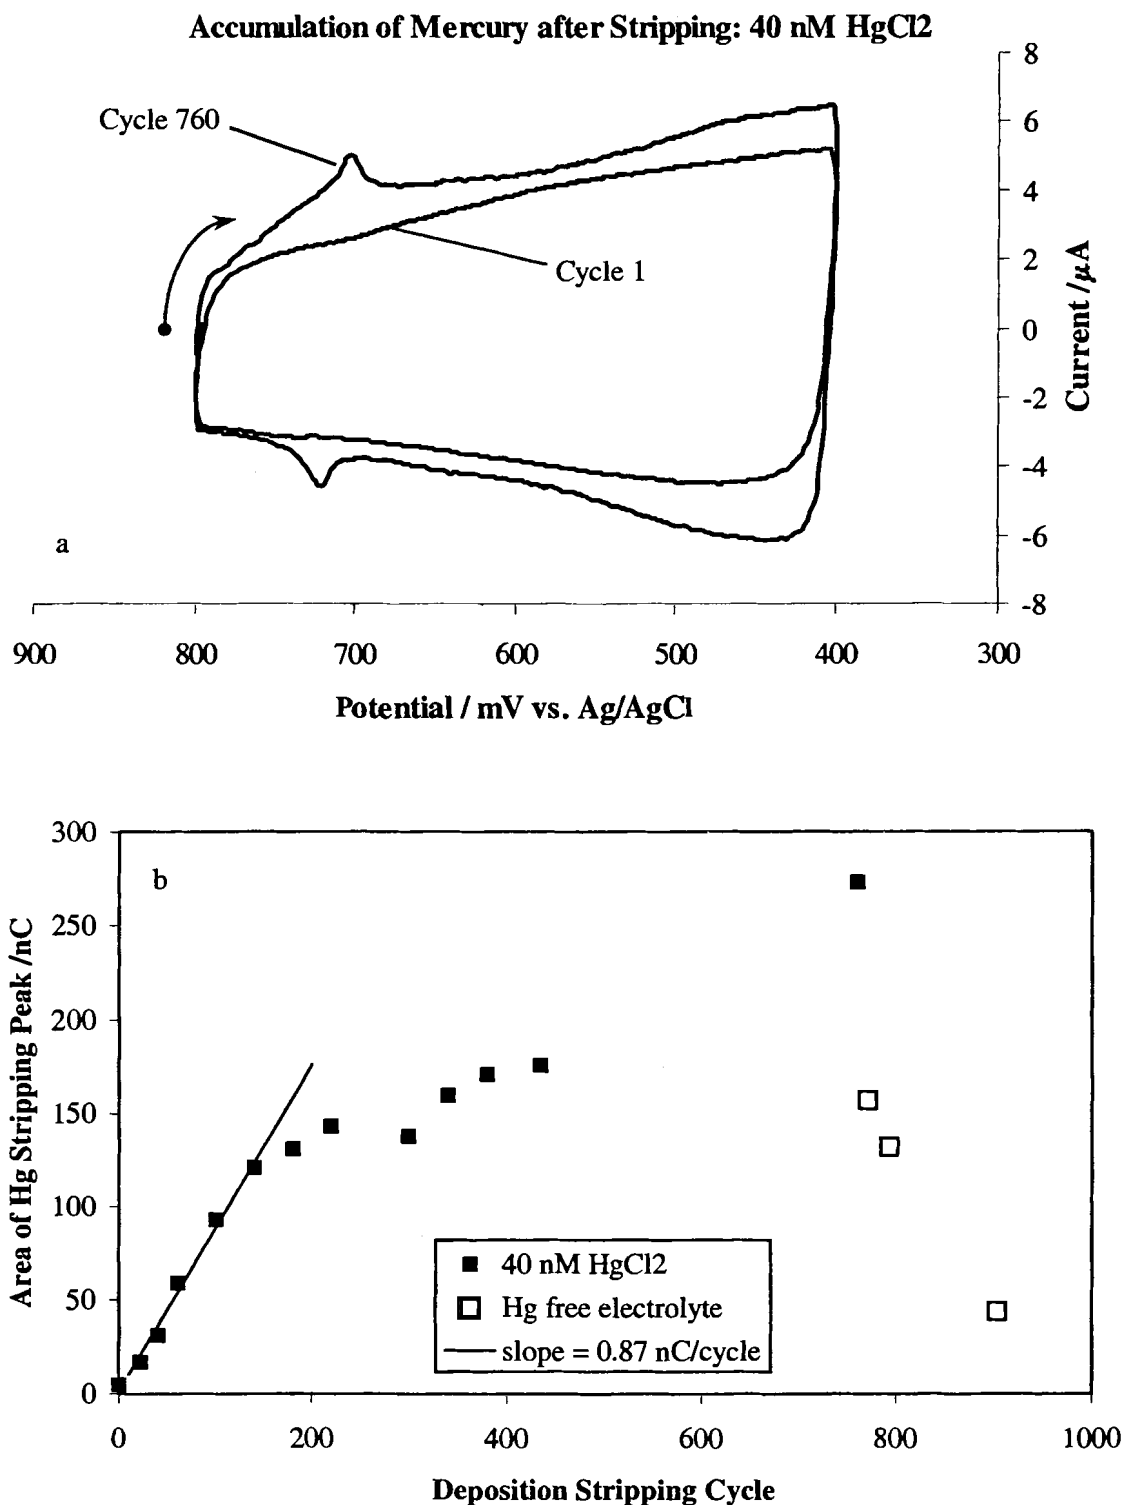 Accumulation of Mercury after Stripping: 40 nM HgCl2
8
Cycle 760
6
4
Cycle 1
2
0
-2
-4
a
-6
-8
Current /µA
900 800 700 600 500 400 300
Potential / mV vs. Ag/AgCl
300
b
250
200
150
100
50
0
Area of Hg Stripping Peak /nC
40 nM HgCl2
Hg free electrolyte
slope = 0.87 nC/cycle
0 200 400 600 800 1000
Deposition Stripping Cycle